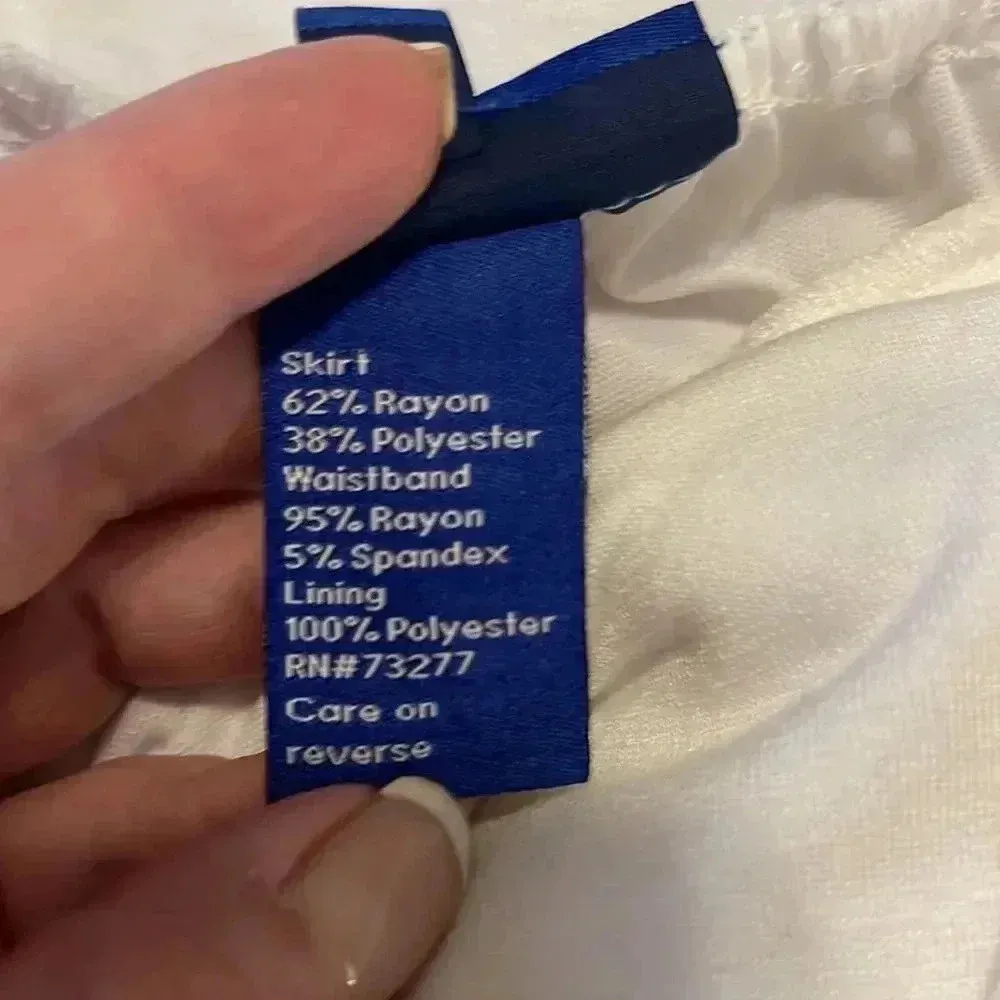 Skirt
62% Rayon
38% Polyester
Waistband
95% Rayon
5% Spandex
Lining
100% Polyester
RN#73277
Care on
reverse